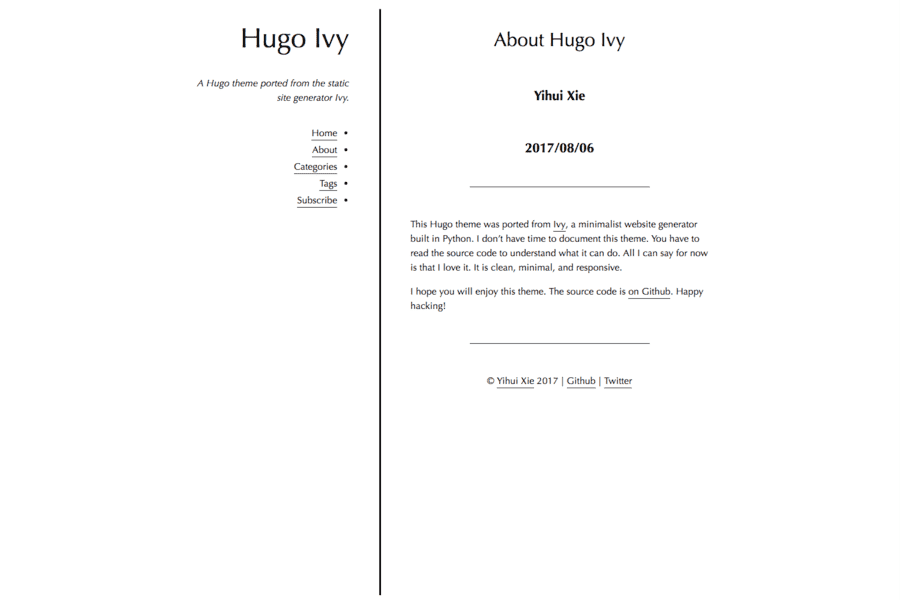 Hugo Ivy
A Hugo theme ported from the static
site generator Ivy.
Home
About
Categories
Tags
Subscribe
About Hugo Ivy
Yihui Xie
2017/08/06
This Hugo theme was ported from Ivy, a minimalist website generator
built in Python. I don't have time to document this theme. You have to
read the source code to understand what it can do. All I can say for now
is that I love it. It is clean, minimal, and responsive.
I hope you will enjoy this theme. The source code is on Github. Happy
hacking!
© Yihui Xie 2017 | Github | Twitter